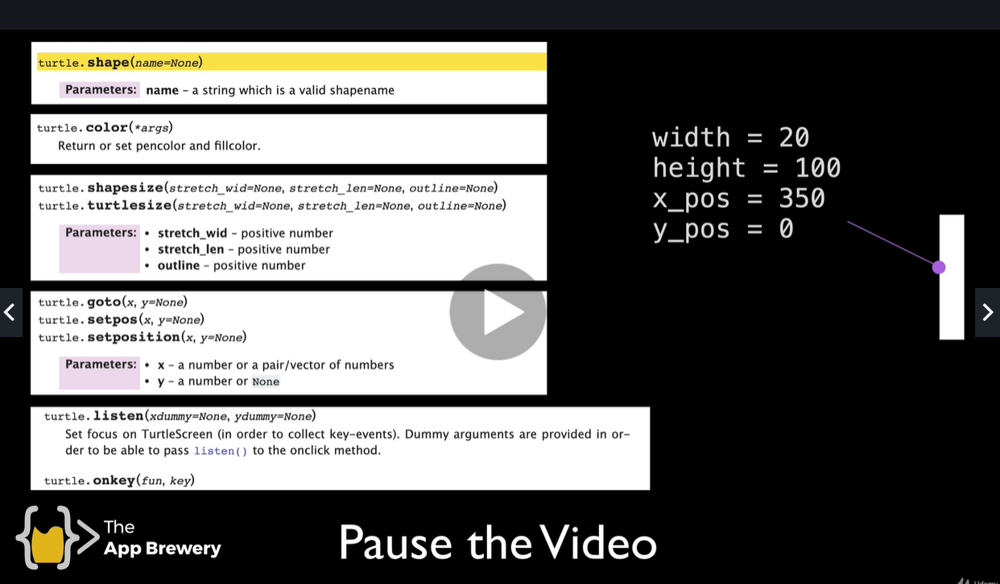 turtle.shape(name=None)
Parameters: name – a string which is a valid shapename
turtle.color(*args)
Return or set pencolor and fillcolor.
turtle.shapesize(stretch_wid=None, stretch_len=None, outline=None)
turtle.turtlesize(stretch_wid=None, stretch_len=None, outline=None)
Parameters: • stretch_wid – positive number
• stretch_len – positive number
• outline – positive number
turtle.goto(x, y=None)
turtle.setpos(x, y=None)
turtle.setposition(x, y=None)
Parameters: • x – a number or a pair/vector of numbers
• y – a number or None
turtle.listen(xdummy=None, ydummy=None)
Set focus on TurtleScreen (in order to collect key-events). Dummy arguments are provided in or-
der to be able to pass listen() to the onclick method.
turtle.onkey(fun, key)
width = 20
height = 100
x_pos = 350
y_pos = 0
The
App Brewery
Pause the Video